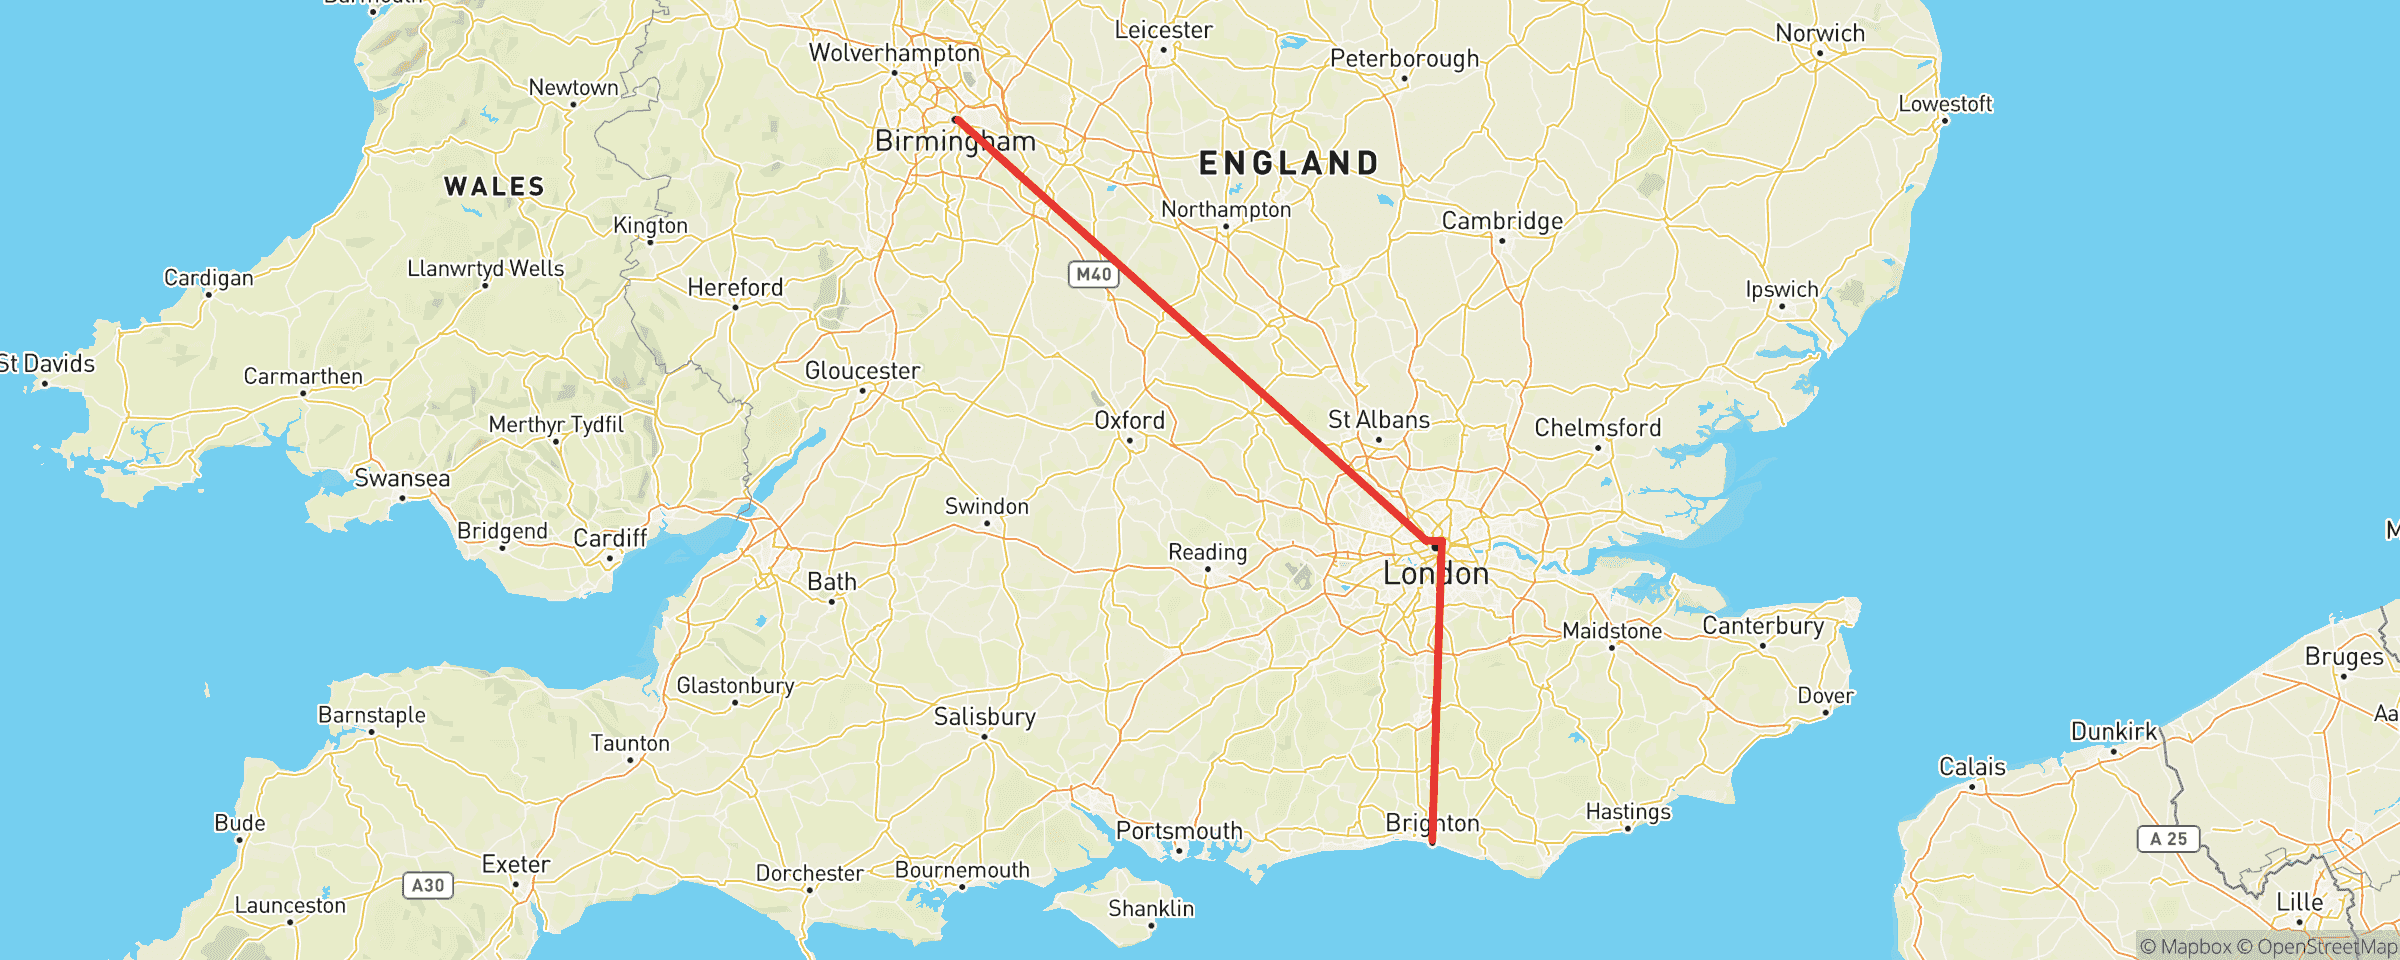 Leicester
Norwich
Wolverhampton
Peterborough
Newtown
Lowestoft
Birmingham
ENGLAND
WALES
Northampton
Cambridge
Kington
Llanwrtyd Wells
Cardigan
M40
Hereford
Ipswich
St Davids
Carmarthen
Gloucester
Oxford
St Albans
Chelmsford
Merthyr Tydfil
Swansea
Swindon
Bridgend
Cardiff
Reading
London
Bath
Maidstone
Canterbury
Bruges
Glastonbury
Dover
Barnstaple
Salisbury
Dunkirk
Taunton
Calais
Bude
Brighton
Hastings
Portsmouth
A 25
Exeter
Dorchester
Bournemouth
A30
Launceston
Shanklin
Lille
© Mapbox © OpenStreetMap